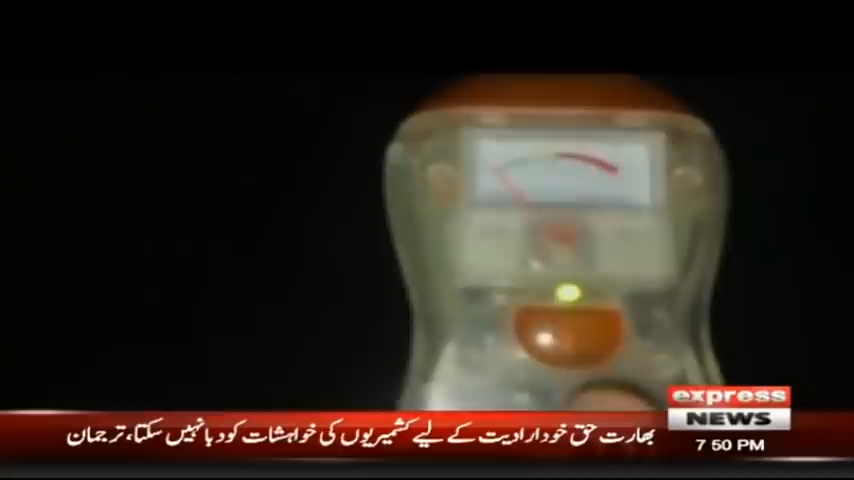 express
NEWS
بھارت حق خودارادیت کے لیے کشمیریوں کی خواہشات کو دبا نہیں سکتا، ترجمان
7 50 PM